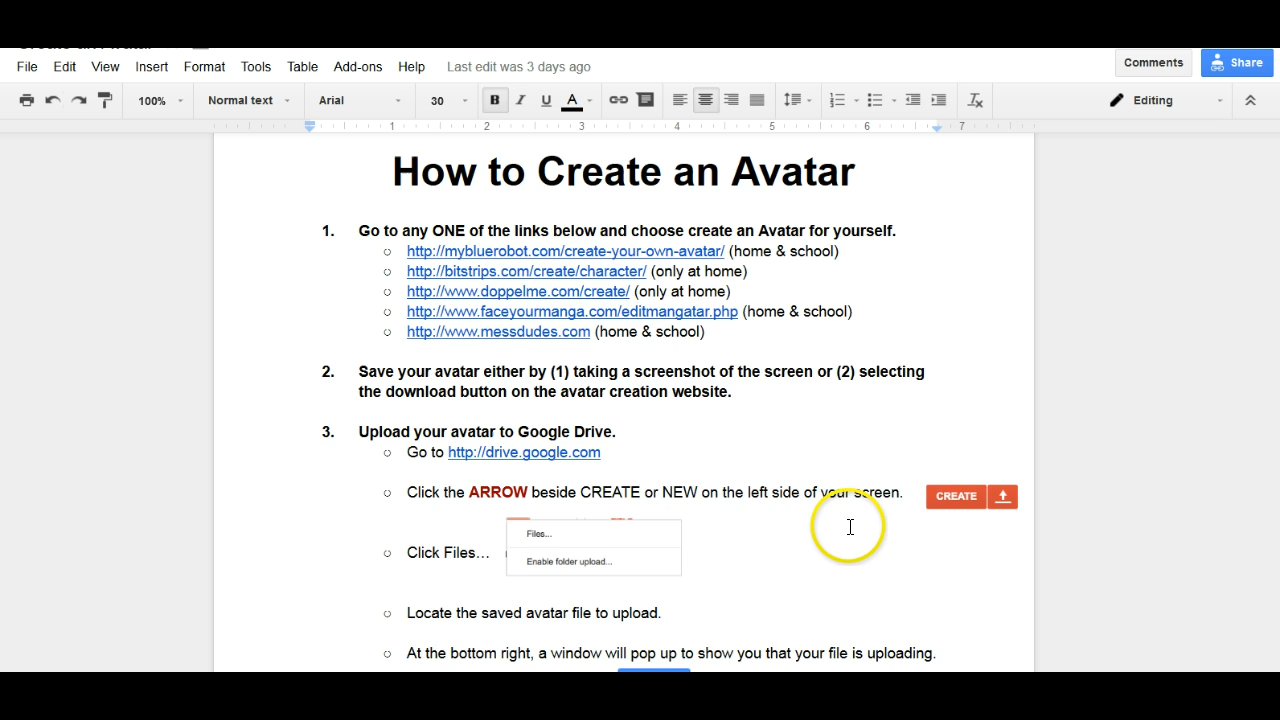 File Edit View Insert Format Tools Table Add-ons Help Last edit was 3 days ago Comments Share
100% Normal text Arial 30 B I U A Editing
1 2 3 4 5 6 7
How to Create an Avatar
1. Go to any ONE of the links below and choose create an Avatar for yourself.
○ http://mybluerobot.com/create-your-own-avatar/ (home & school)
○ http://bitstrips.com/create/character/ (only at home)
○ http://www.doppelme.com/create/ (only at home)
○ http://www.faceyourmanga.com/editmangatar.php (home & school)
○ http://www.messdudes.com (home & school)
2. Save your avatar either by (1) taking a screenshot of the screen or (2) selecting
the download button on the avatar creation website.
3. Upload your avatar to Google Drive.
○ Go to http://drive.google.com
○ Click the ARROW beside CREATE or NEW on the left side of your screen. CREATE
Files...
○ Click Files...
Enable folder upload...
○ Locate the saved avatar file to upload.
○ At the bottom right, a window will pop up to show you that your file is uploading.